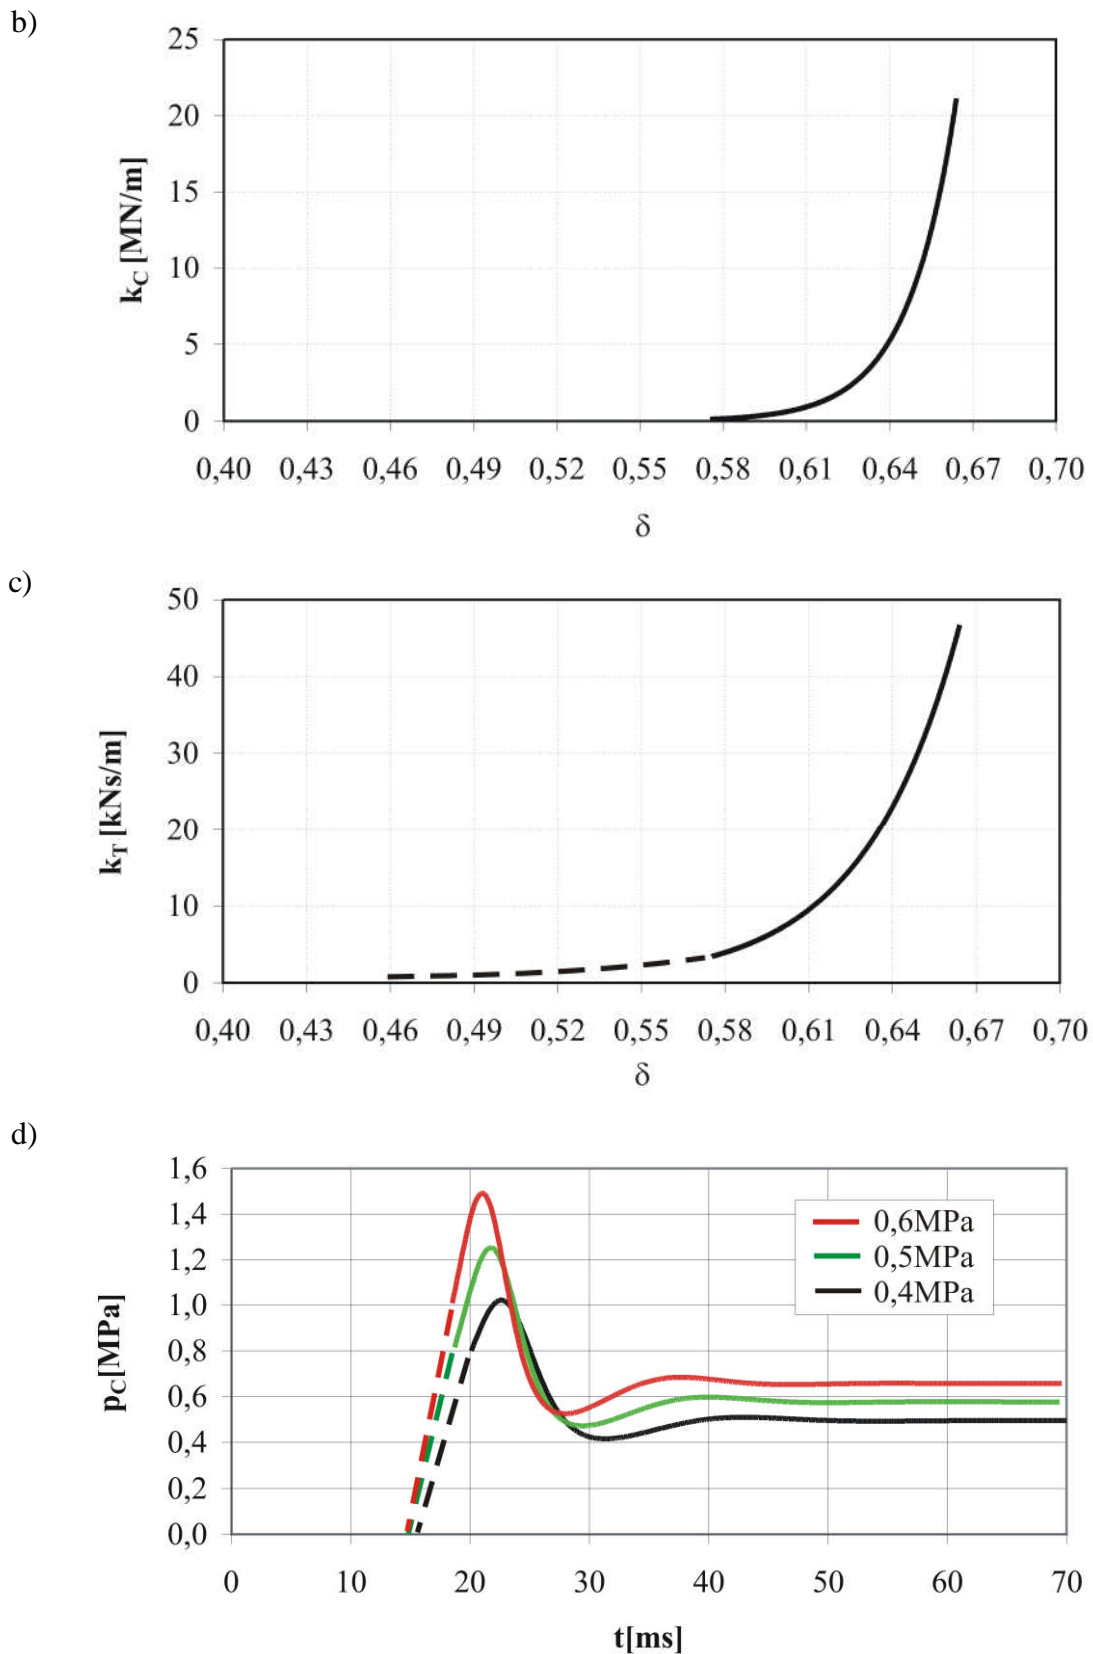 b)
25
20
15
10
5
0
k_C [MN/m]
0,40 0,43 0,46 0,49 0,52 0,55 0,58 0,61 0,64 0,67 0,70
δ
c)
50
40
30
20
10
0
k_T [kNs/m]
0,40 0,43 0,46 0,49 0,52 0,55 0,58 0,61 0,64 0,67 0,70
δ
d)
1,6
1,4
1,2
1,0
0,8
0,6
0,4
0,2
0,0
p_C[MPa]
0,6MPa
0,5MPa
0,4MPa
0 10 20 30 40 50 60 70
t[ms]